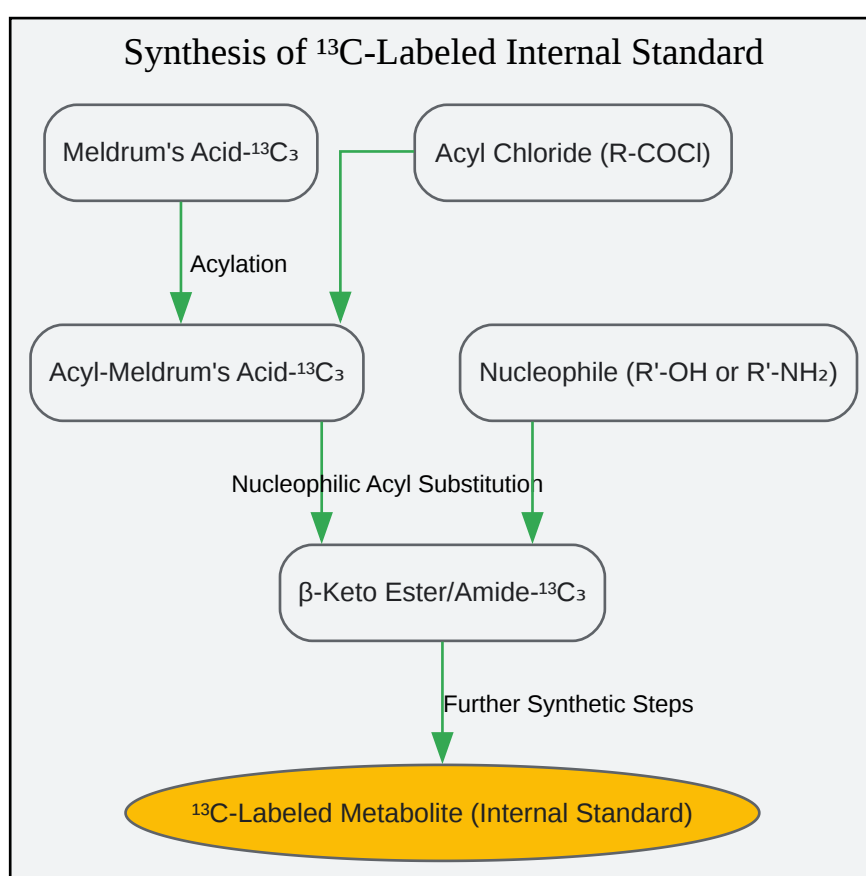 Synthesis of ¹³C-Labeled Internal Standard
Meldrum's Acid-¹³C₃
Acyl Chloride (R-COCl)
Acylation
Acyl-Meldrum's Acid-¹³C₃
Nucleophile (R'-OH or R'-NH₂)
Nucleophilic Acyl Substitution
β-Keto Ester/Amide-¹³C₃
Further Synthetic Steps
¹³C-Labeled Metabolite (Internal Standard)